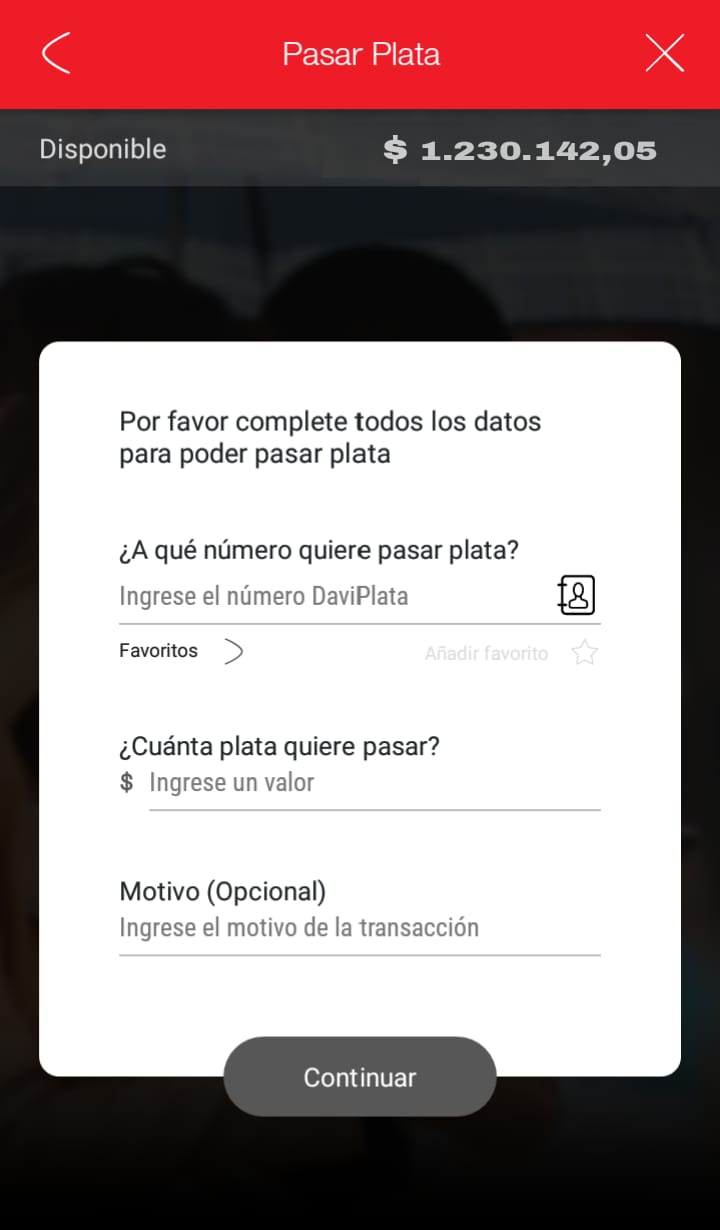 Pasar Plata
Disponible
$ 1.230.142,05
Por favor complete todos los datos
para poder pasar plata
¿A qué número quiere pasar plata?
Ingrese el número DaviPlata
Favoritos
Añadir favorito
¿Cuánta plata quiere pasar?
$ Ingrese un valor
Motivo (Opcional)
Ingrese el motivo de la transacción
Continuar